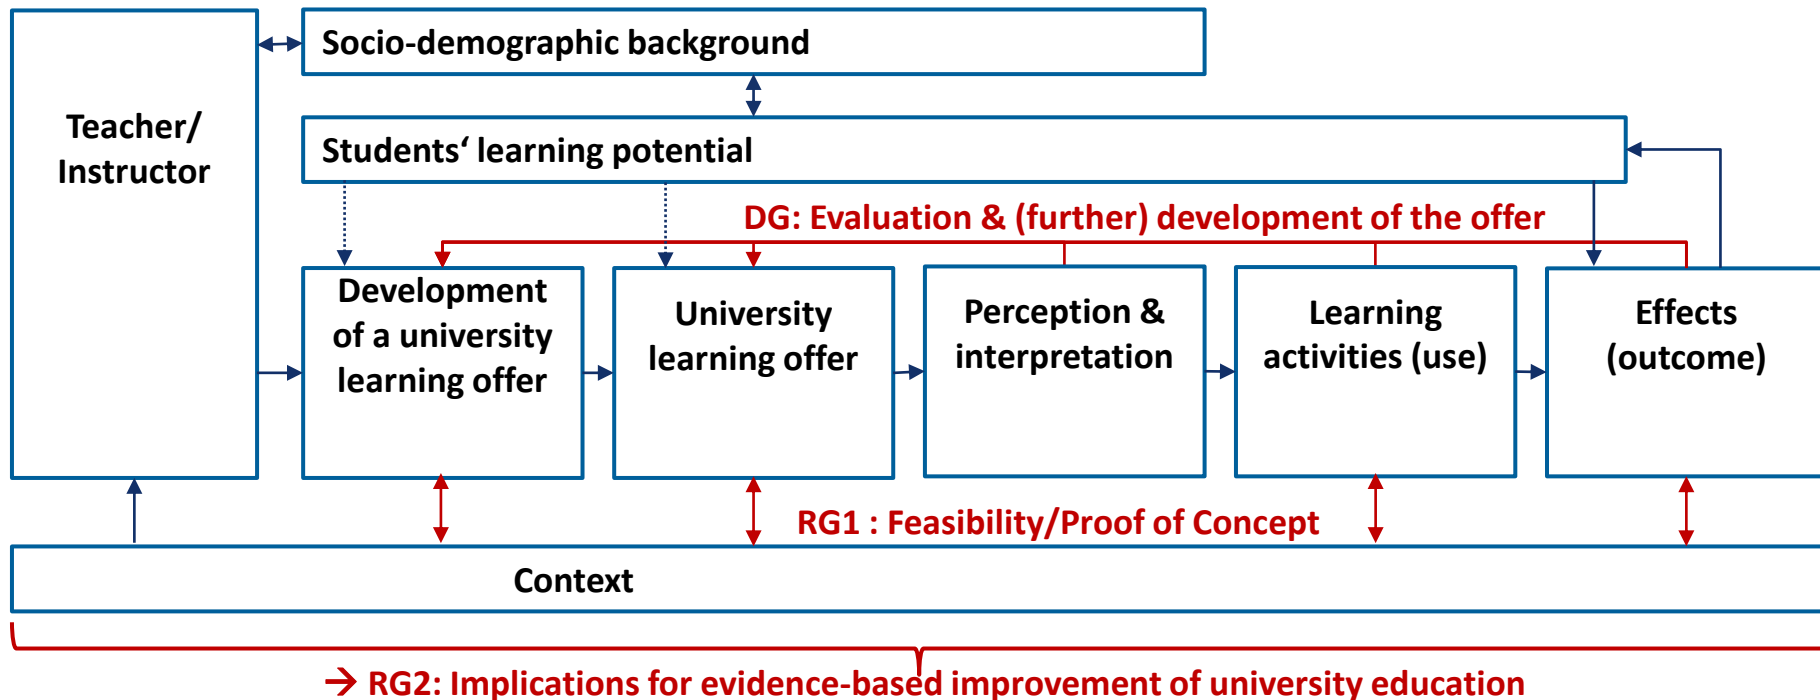 Socio-demographic background
Teacher/
Instructor
Students‘ learning potential
DG: Evaluation & (further) development of the offer
Development
of a university
learning offer
University
learning offer
Perception &
interpretation
Learning
activities (use)
Effects
(outcome)
RG1 : Feasibility/Proof of Concept
Context
→ RG2: Implications for evidence-based improvement of university education